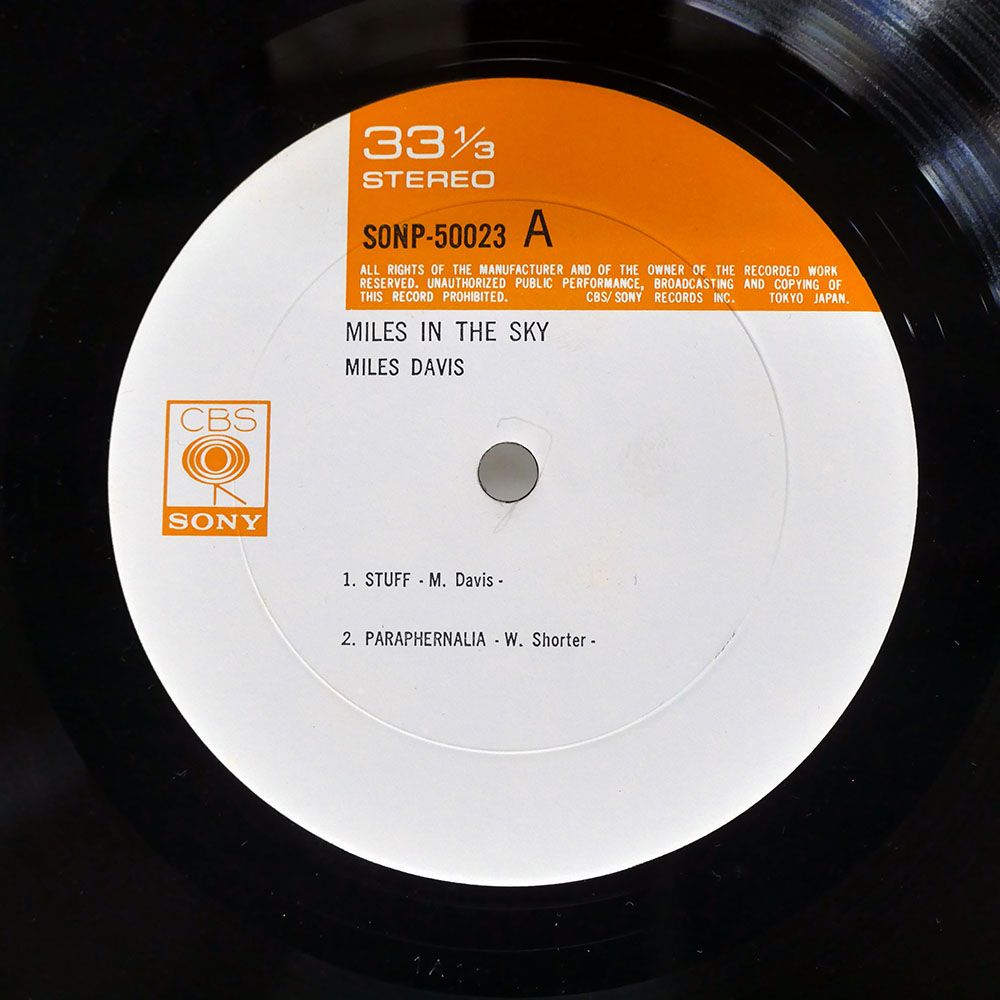 33 1/3
STEREO
SONP-50023 A
ALL RIGHTS OF THE MANUFACTURER AND OF THE OWNER OF THE RECORDED WORK
RESERVED. UNAUTHORIZED PUBLIC PERFORMANCE, BROADCASTING AND COPYING OF
THIS RECORD PROHIBITED. CBS/SONY RECORDS INC. TOKYO JAPAN.
MILES IN THE SKY
MILES DAVIS
CBS
SONY
1. STUFF - M. Davis -
2. PARAPHERNALIA - W. Shorter -